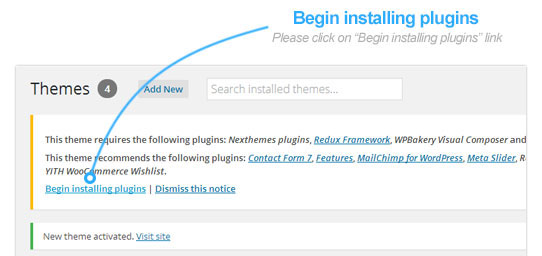 Begin installing plugins
Please click on “Begin installing plugins” link
Themes 4 Add New Search installed themes...
This theme requires the following plugins: Nexthemes plugins, Redux Framework, WPBakery Visual Composer and
This theme recommends the following plugins: Contact Form 7, Features, MailChimp for WordPress, Meta Slider, R
YITH WooCommerce Wishlist.
Begin installing plugins | Dismiss this notice
New theme activated. Visit site